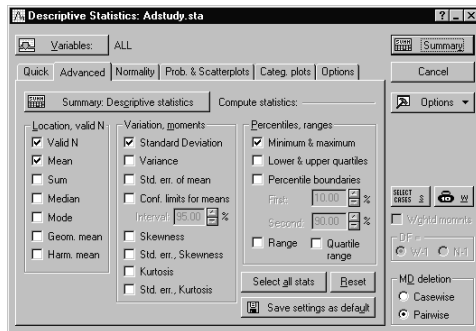 Descriptive Statistics: Adstudy.sta
Variables: ALL
Summary
Cancel
Options
Quick Advanced Normality Prob. & Scatterplots Categ. plots Options
Summary: Descriptive statistics Compute statistics:
Location, valid N
Valid N
Mean
Sum
Median
Mode
Geom. mean
Harm. mean
Variation, moments
Standard Deviation
Variance
Std. err. of mean
Conf. limits for means
Interval: 95.00 %
Skewness
Std. err., Skewness
Kurtosis
Std. err., Kurtosis
Percentiles, ranges
Minimum & maximum
Lower & upper quartiles
Percentile boundaries
First: 10.00 %
Second: 90.00 %
Range Quartile
range
Select all stats Reset
Save settings as default
SELECT
CASES S W
Wghtd momnts
DF =
W-1 N-1
MD deletion
Casewise
Pairwise